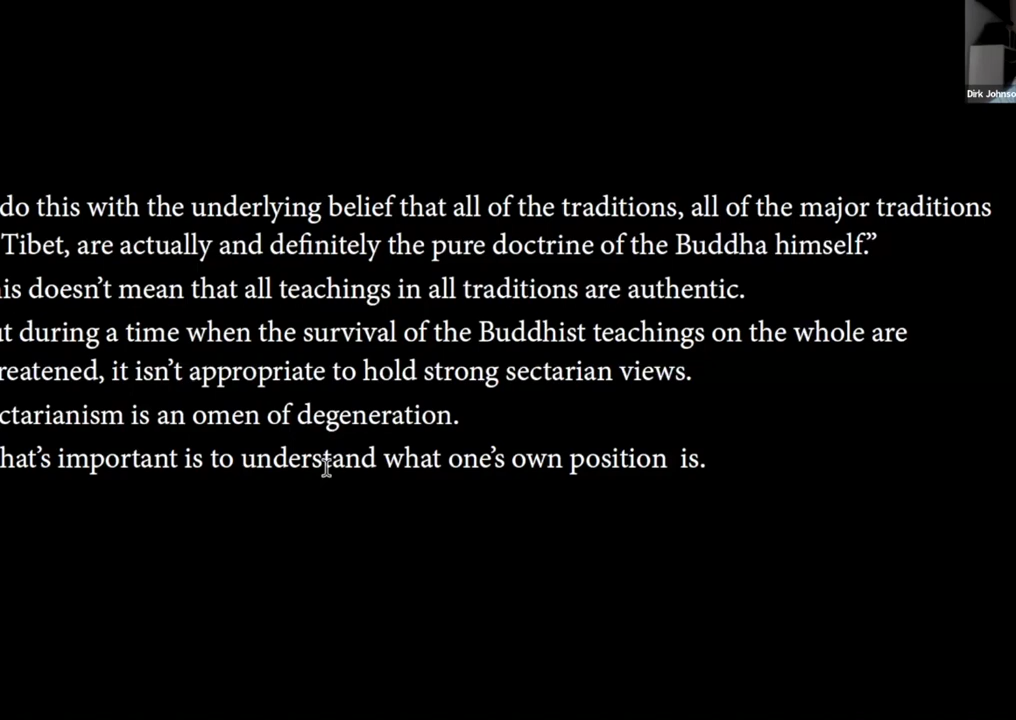 Dirk Johnso
do this with the underlying belief that all of the traditions, all of the major traditions
Tibet, are actually and definitely the pure doctrine of the Buddha himself.”
is doesn’t mean that all teachings in all traditions are authentic.
t during a time when the survival of the Buddhist teachings on the whole are
reatened, it isn’t appropriate to hold strong sectarian views.
ctarianism is an omen of degeneration.
hat’s important is to understand what one’s own position is.